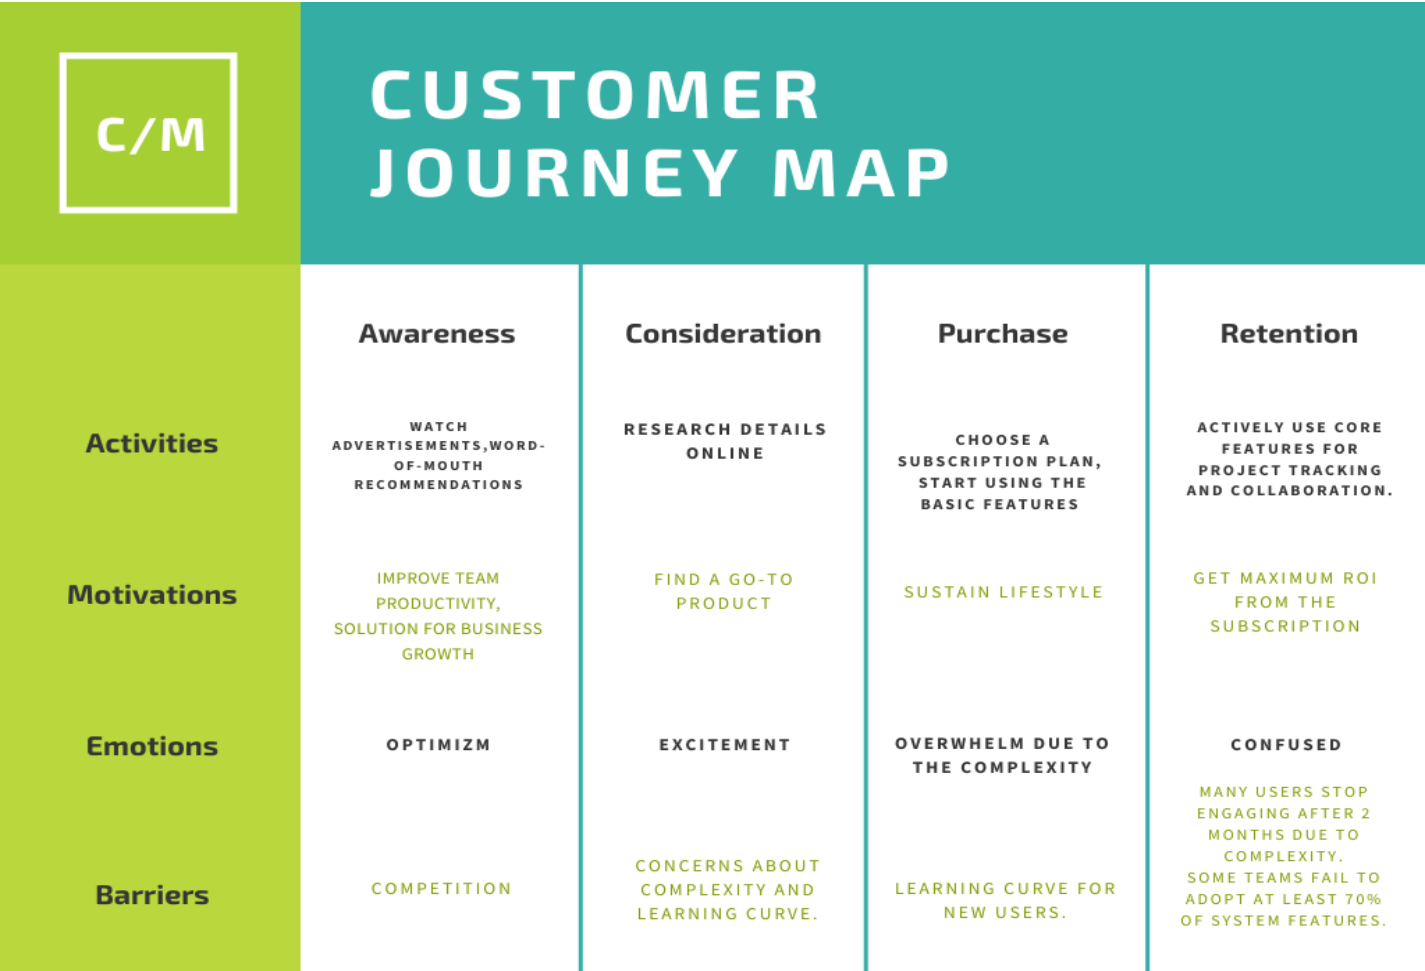 C/M
CUSTOMER
JOURNEY MAP
Awareness
Consideration
Purchase
Retention
Activities
WATCH
ADVERTISEMENTS,WORD-
OF-MOUTH
RECOMMENDATIONS
RESEARCH DETAILS
ONLINE
CHOOSE A
SUBSCRIPTION PLAN,
START USING THE
BASIC FEATURES
ACTIVELY USE CORE
FEATURES FOR
PROJECT TRACKING
AND COLLABORATION.
Motivations
IMPROVE TEAM
PRODUCTIVITY,
SOLUTION FOR BUSINESS
GROWTH
FIND A GO-TO
PRODUCT
SUSTAIN LIFESTYLE
GET MAXIMUM ROI
FROM THE
SUBSCRIPTION
Emotions
OPTIMIZM
EXCITEMENT
OVERWHELM DUE TO
THE COMPLEXITY
CONFUSED
Barriers
COMPETITION
CONCERNS ABOUT
COMPLEXITY AND
LEARNING CURVE.
LEARNING CURVE FOR
NEW USERS.
MANY USERS STOP
ENGAGING AFTER 2
MONTHS DUE TO
COMPLEXITY.
SOME TEAMS FAIL TO
ADOPT AT LEAST 70%
OF SYSTEM FEATURES.